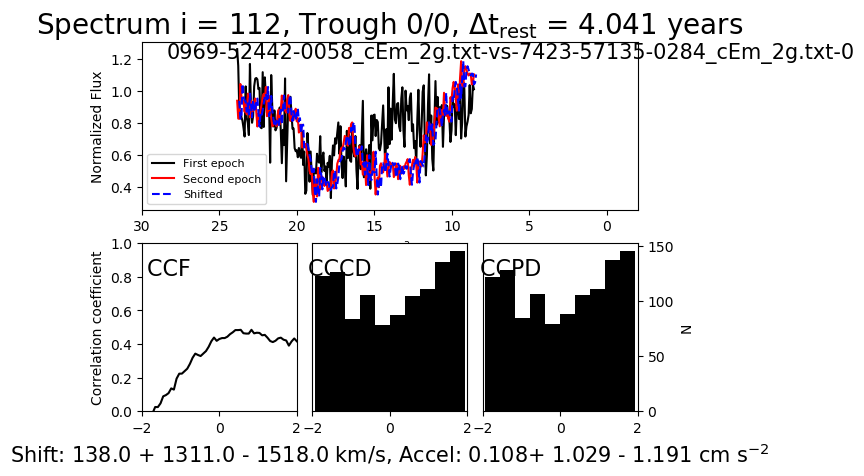 Spectrum i = 112, Trough 0/0, Δt_rest = 4.041 years
0969-52442-0058_cEm_2g.txt-vs-7423-57135-0284_cEm_2g.txt-0
Normalized Flux
1.2
1.0
0.8
0.6
0.4
First epoch
Second epoch
Shifted
30 25 20 15 10 5 0
Correlation coefficient
1.0
0.8
0.6
0.4
0.2
0.0
CCF
CCCD
CCPD
150
100
50
0
N
−2 0 2 −2 0 2 −2 0 2
Shift: 138.0 + 1311.0 - 1518.0 km/s, Accel: 0.108+ 1.029 - 1.191 cm s⁻²